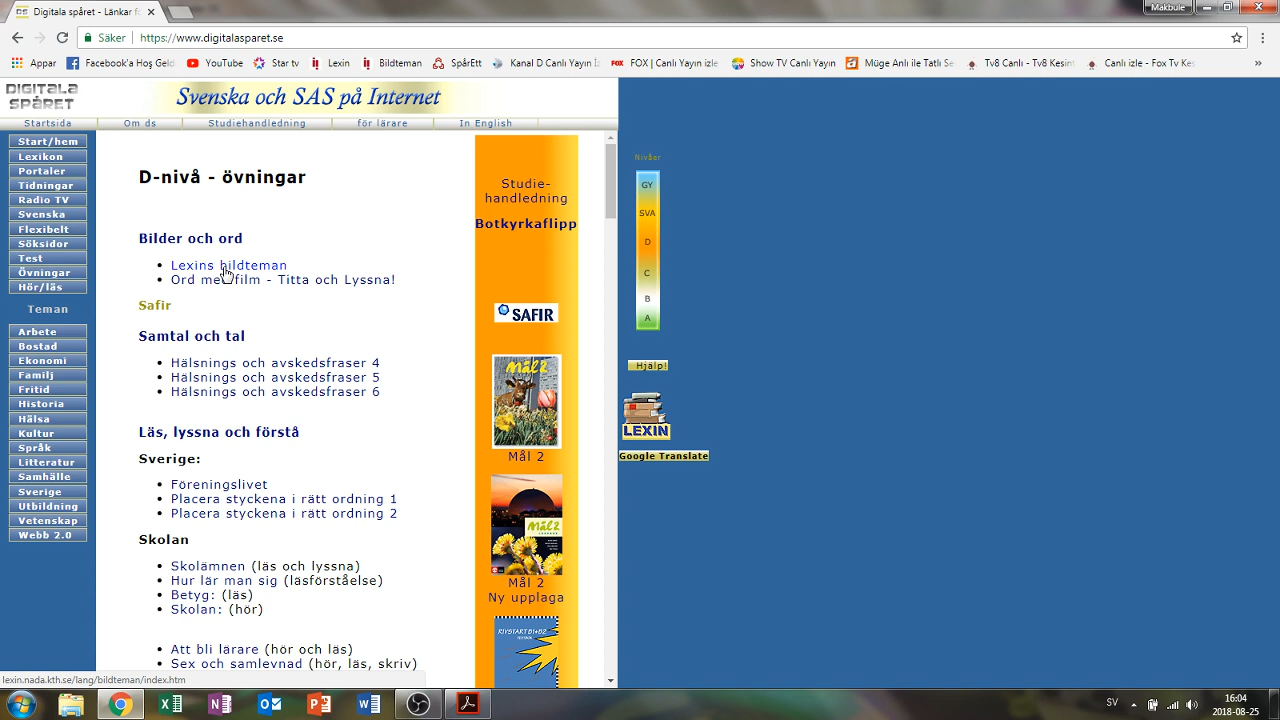 Digitala spåret - Länkar fö
Makbule
Säker
https://www.digitalasparet.se
Appar
Facebook'a Hoş Geld
YouTube
Star tv
Lexin
Bildteman
SpårEtt
Kanal D Canlı Yayın İz
FOX | Canlı Yayın izle
Show TV Canlı Yayın
Müge Anlı ile Tatlı Se
Tv8 Canlı - Tv8 Kesint
Canlı izle - Fox Tv Kes
»
DIGITALA
SPÅRET
Svenska och SAS på Internet
Startsida
Om ds
Studiehandledning
för lärare
In English
Start/hem
Lexikon
Portaler
Tidningar
Radio TV
Svenska
Flexibelt
Söksidor
Test
Övningar
Hör/läs
Teman
Arbete
Bostad
Ekonomi
Familj
Fritid
Historia
Hälsa
Kultur
Språk
Litteratur
Samhälle
Sverige
Utbildning
Vetenskap
Webb 2.0
D-nivå - övningar
Bilder och ord
• Lexins bildteman
• Ord med film - Titta och Lyssna!
Safir
Samtal och tal
• Hälsnings och avskedsfraser 4
• Hälsnings och avskedsfraser 5
• Hälsnings och avskedsfraser 6
Läs, lyssna och förstå
Sverige:
• Föreningslivet
• Placera styckena i rätt ordning 1
• Placera styckena i rätt ordning 2
Skolan
• Skolämnen (läs och lyssna)
• Hur lär man sig (läsförståelse)
• Betyg: (läs)
• Skolan: (hör)
• Att bli lärare (hör och läs)
• Sex och samlevnad (hör, läs, skriv)
Studie-
handledning
Botkyrkaflipp
SAFIR
Mål 2
Mål 2
Mål 2
Mål 2
Ny upplaga
RIVSTART B1+B2
Nivåer
GY
SVA
D
C
B
A
Hjälp!
LEXIN
Google Translate
lexin.nada.kth.se/lang/bildteman/index.htm
SV
16:04
2018-08-25